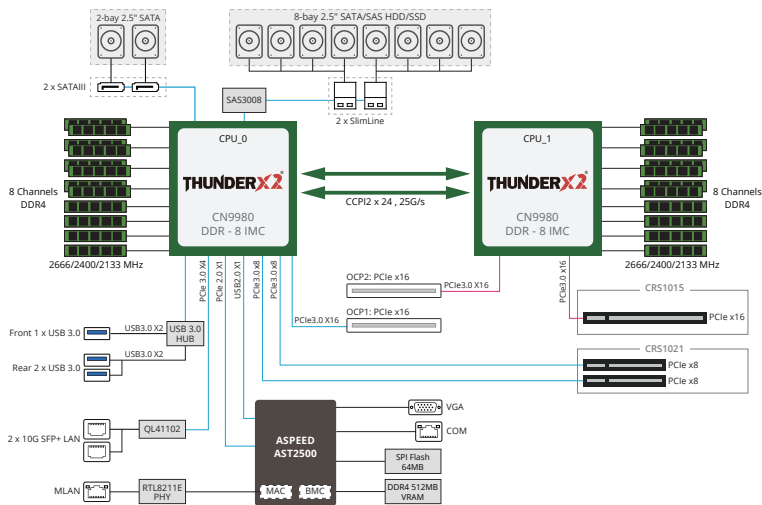 2-bay 2.5" SATA
8-bay 2.5" SATA/SAS HDD/SSD
2 x SATAIII
SAS3008
2 x SlimLine
CPU_0
THUNDERX2
CN9980
DDR - 8 IMC
CPU_1
THUNDERX2
CN9980
DDR - 8 IMC
CCPI2 x 24 , 25G/s
8 Channels
DDR4
2666/2400/2133 MHz
8 Channels
DDR4
2666/2400/2133 MHz
PCIe 3.0 X4
PCIe 2.0 X1
USB2.0 X1
PCIe3.0 x8
PCIe3.0 x8
OCP2: PCIe x16
PCIe3.0 X16
PCIe3.0 x16
OCP1: PCIe x16
PCIe3.0 X16
CRS1015
PCIe x16
CRS1021
PCIe x8
PCIe x8
Front 1 x USB 3.0
USB3.0 X2
USB 3.0
HUB
Rear 2 x USB 3.0
USB3.0 X2
2 x 10G SFP+ LAN
QL41102
MLAN
RTL8211E
PHY
ASPEED
AST2500
MAC
BMC
VGA
COM
SPI Flash
64MB
DDR4 512MB
VRAM